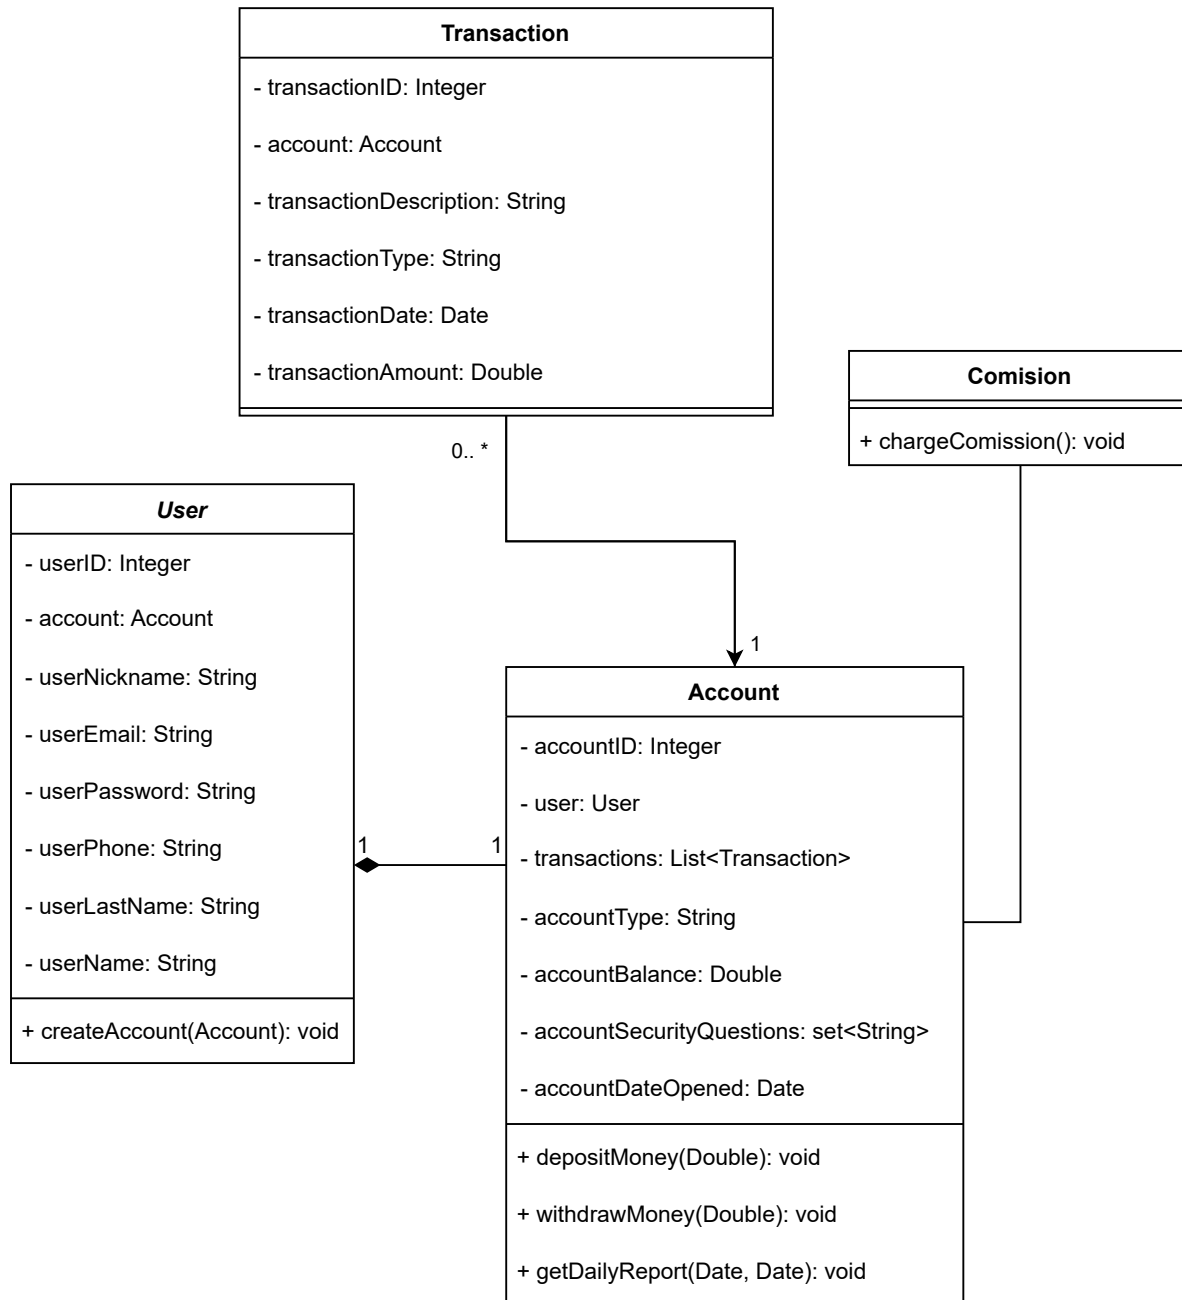 Transaction
- transactionID: Integer
- account: Account
- transactionDescription: String
- transactionType: String
- transactionDate: Date
- transactionAmount: Double
0.. *
Comision
+ chargeComission(): void
User
- userID: Integer
- account: Account
- userNickname: String
- userEmail: String
- userPassword: String
- userPhone: String
- userLastName: String
- userName: String
+ createAccount(Account): void
1
1
1
Account
- accountID: Integer
- user: User
- transactions: List<Transaction>
- accountType: String
- accountBalance: Double
- accountSecurityQuestions: set<String>
- accountDateOpened: Date
+ depositMoney(Double): void
+ withdrawMoney(Double): void
+ getDailyReport(Date, Date): void